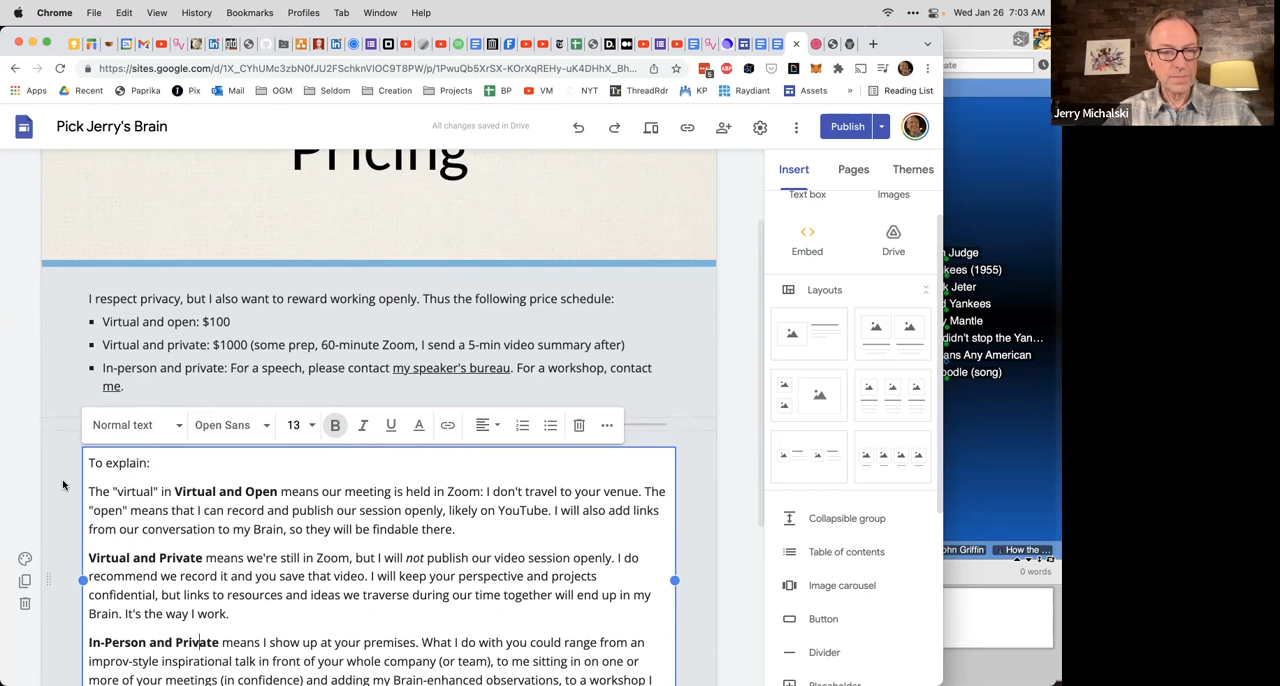 Chrome File Edit View History Bookmarks Profiles Tab Window Help
Wed Jan 26 7:03 AM
https://sites.google.com/d/1X_CYhUMc3zbN0fJU2FSchknVIOC9T8PW/p/1PwuQb5XrSX-KOrXqREHy-uK4DHhX_Bh...
Apps Recent Paprika Pix Mail OGM Seldom Creation Projects BP VM NYT ThreadRdr KP Raydiant Assets » Reading List
Pick Jerry's Brain
All changes saved in Drive
Publish
Jerry Michalski
Pricing
Insert Pages Themes
Text box Images
Embed Drive
Layouts
I respect privacy, but I also want to reward working openly. Thus the following price schedule:
Virtual and open: $100
Virtual and private: $1000 (some prep, 60-minute Zoom, I send a 5-min video summary after)
In-person and private: For a speech, please contact my speaker's bureau. For a workshop, contact
me.
Normal text Open Sans 13 B I U A
To explain:
The "virtual" in Virtual and Open means our meeting is held in Zoom: I don't travel to your venue. The
"open" means that I can record and publish our session openly, likely on YouTube. I will also add links
from our conversation to my Brain, so they will be findable there.
Virtual and Private means we're still in Zoom, but I will not publish our video session openly. I do
recommend we record it and you save that video. I will keep your perspective and projects
confidential, but links to resources and ideas we traverse during our time together will end up in my
Brain. It's the way I work.
In-Person and Private means I show up at your premises. What I do with you could range from an
improv-style inspirational talk in front of your whole company (or team), to me sitting in on one or
more of your meetings (in confidence) and adding my Brain-enhanced observations, to a workshop I
Collapsible group
Table of contents
Image carousel
Button
Divider
Placeholder
Judge
kees (1955)
k Jeter
d Yankees
y Mantle
didn't stop the Yan...
ans Any American
oodle (song)
ohn Griffin How the ...
0 words